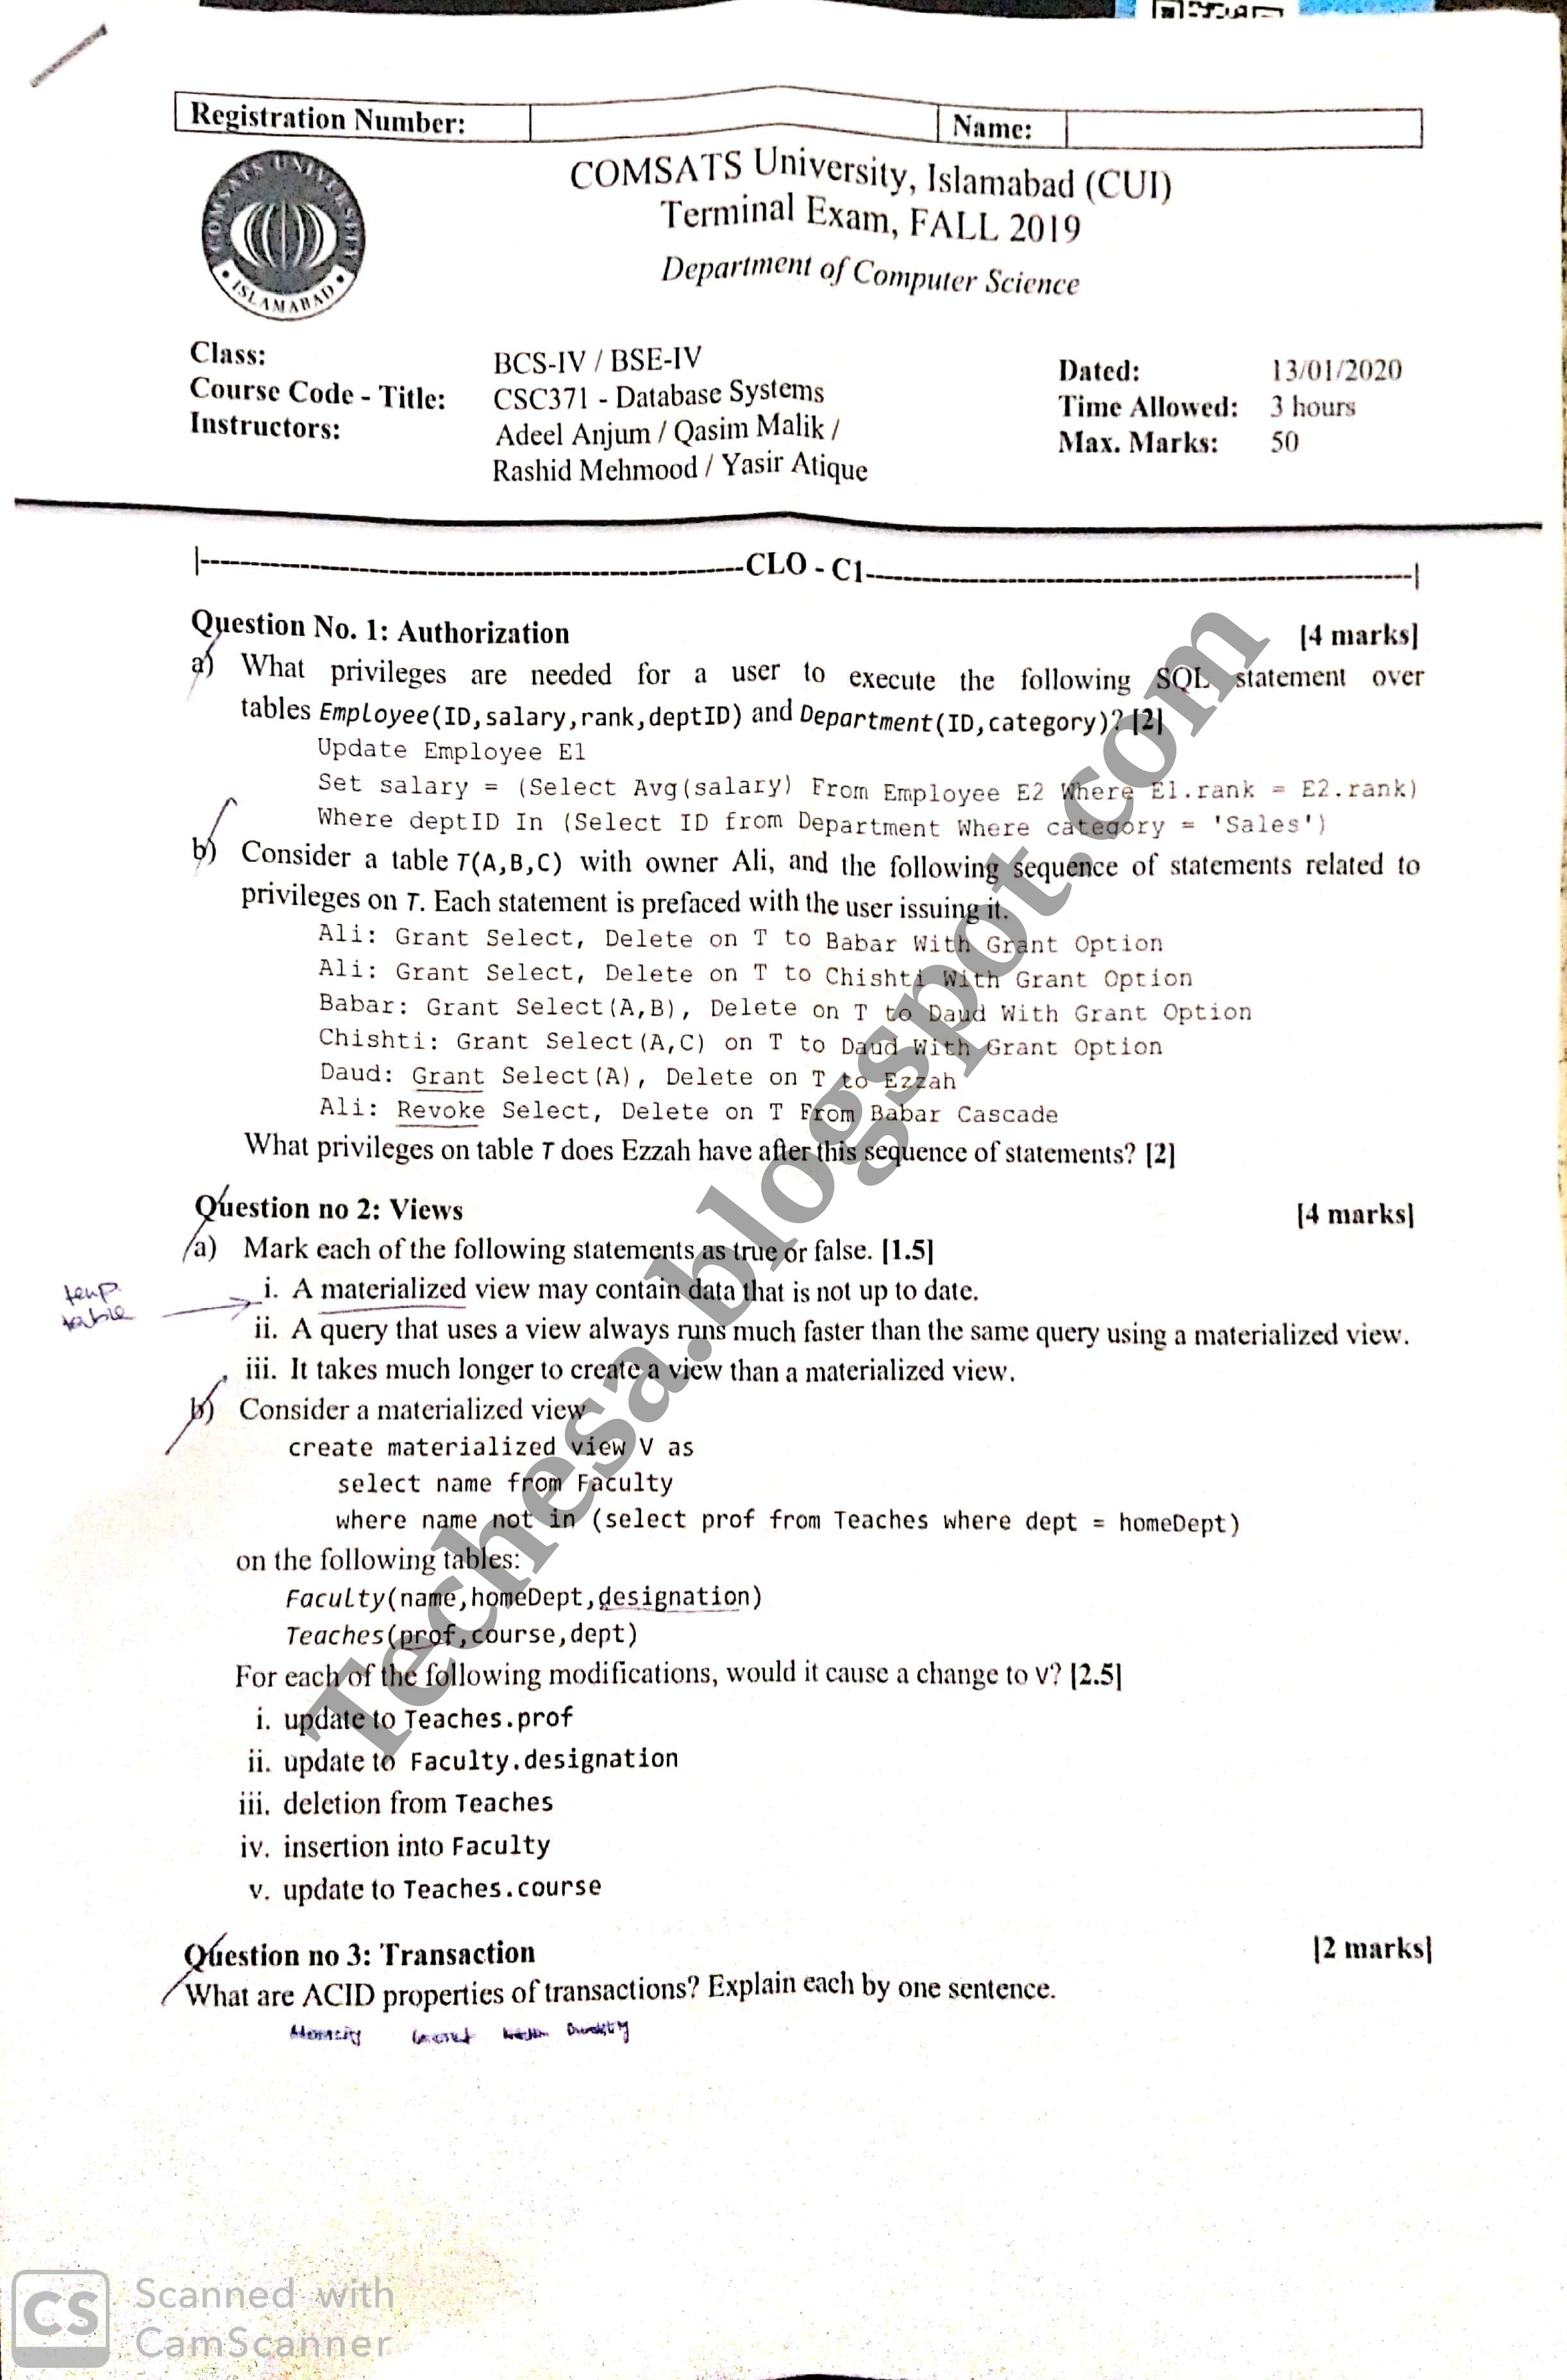 Registration Number:
Name:
COMSATS UNIVERSITY
ISLAMABAD
COMSATS University, Islamabad (CUI)
Terminal Exam, FALL 2019
Department of Computer Science
Class: BCS-IV / BSE-IV Dated: 13/01/2020
Course Code - Title: CSC371 - Database Systems Time Allowed: 3 hours
Instructors: Adeel Anjum / Qasim Malik / Max. Marks: 50
Rashid Mehmood / Yasir Atique
|--------------------CLO - C1--------------------|
Question No. 1: Authorization [4 marks]
a) What privileges are needed for a user to execute the following SQL statement over
tables Employee(ID,salary,rank,deptID) and Department(ID,category)? [2]
Update Employee E1
Set salary = (Select Avg(salary) From Employee E2 Where E1.rank = E2.rank)
Where deptID In (Select ID from Department Where category = 'Sales')
b) Consider a table T(A,B,C) with owner Ali, and the following sequence of statements related to
privileges on T. Each statement is prefaced with the user issuing it.
Ali: Grant Select, Delete on T to Babar With Grant Option
Ali: Grant Select, Delete on T to Chishti With Grant Option
Babar: Grant Select(A,B), Delete on T to Daud With Grant Option
Chishti: Grant Select(A,C) on T to Daud With Grant Option
Daud: Grant Select(A), Delete on T to Ezzah
Ali: Revoke Select, Delete on T From Babar Cascade
What privileges on table T does Ezzah have after this sequence of statements? [2]
Question no 2: Views [4 marks]
a) Mark each of the following statements as true or false. [1.5]
i. A materialized view may contain data that is not up to date.
temp
table
ii. A query that uses a view always runs much faster than the same query using a materialized view.
iii. It takes much longer to create a view than a materialized view.
b) Consider a materialized view
create materialized view V as
select name from Faculty
where name not in (select prof from Teaches where dept = homeDept)
on the following tables:
Faculty(name,homeDept,designation)
Teaches(prof,course,dept)
For each of the following modifications, would it cause a change to V? [2.5]
i. update to Teaches.prof
ii. update to Faculty.designation
iii. deletion from Teaches
iv. insertion into Faculty
v. update to Teaches.course
Question no 3: Transaction [2 marks]
What are ACID properties of transactions? Explain each by one sentence.
Techesa.blogspot.com
CS Scanned with
CamScanner